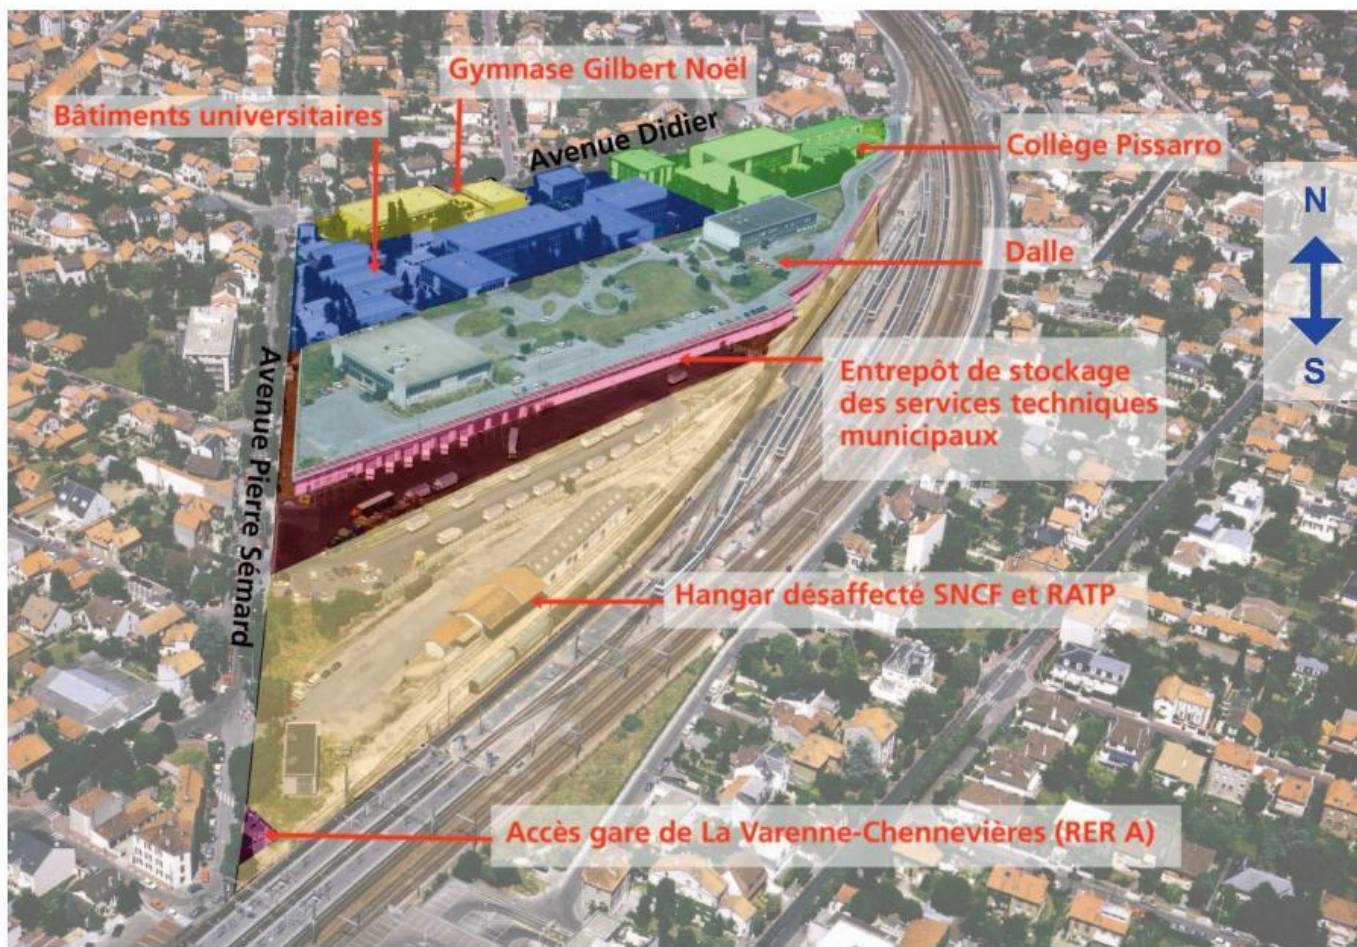 Gymnase Gilbert Noël
Bâtiments universitaires
Avenue Didier
Collège Pissarro
N
Dalle
S
Avenue Pierre Sémard
Entrepôt de stockage
des services techniques
municipaux
Hangar désaffecté SNCF et RATP
Accès gare de La Varenne-Chennevières (RER A)